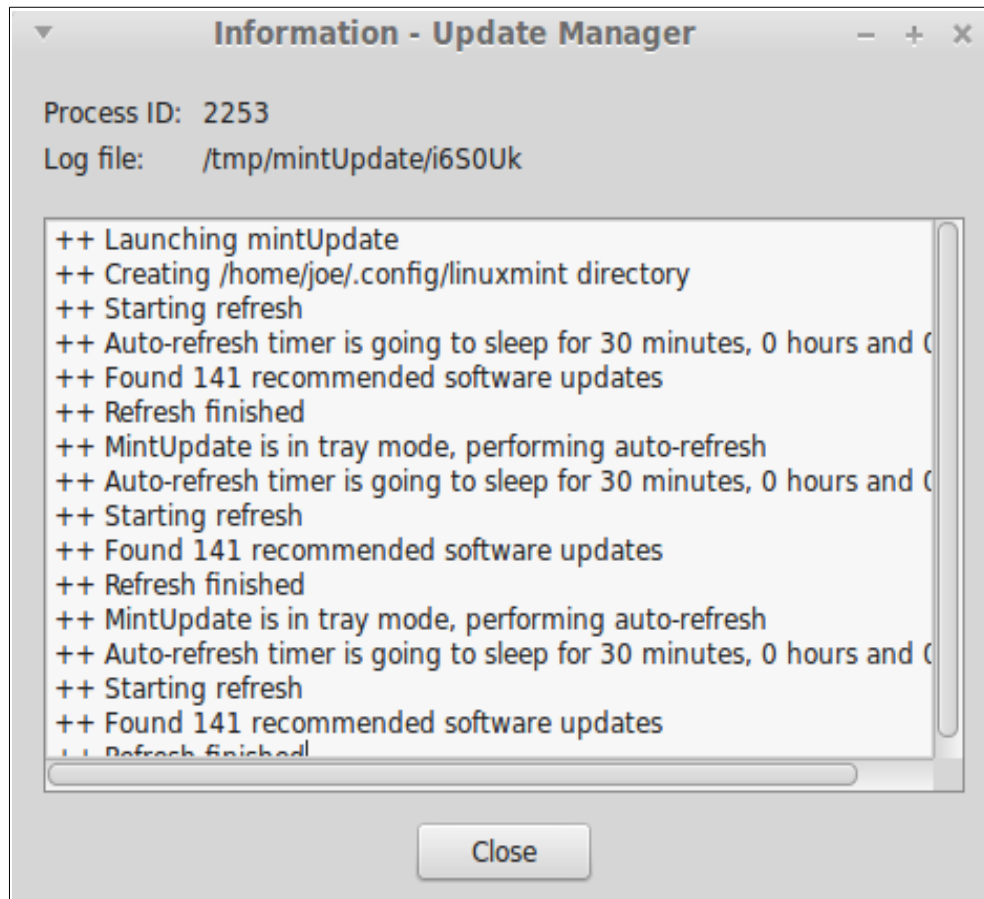 Information - Update Manager
Process ID: 2253
Log file: /tmp/mintUpdate/i6S0Uk
++ Launching mintUpdate
++ Creating /home/joe/.config/linuxmint directory
++ Starting refresh
++ Auto-refresh timer is going to sleep for 30 minutes, 0 hours and 0
++ Found 141 recommended software updates
++ Refresh finished
++ MintUpdate is in tray mode, performing auto-refresh
++ Auto-refresh timer is going to sleep for 30 minutes, 0 hours and 0
++ Starting refresh
++ Found 141 recommended software updates
++ Refresh finished
++ MintUpdate is in tray mode, performing auto-refresh
++ Auto-refresh timer is going to sleep for 30 minutes, 0 hours and 0
++ Starting refresh
++ Found 141 recommended software updates
++ Refresh finished
Close